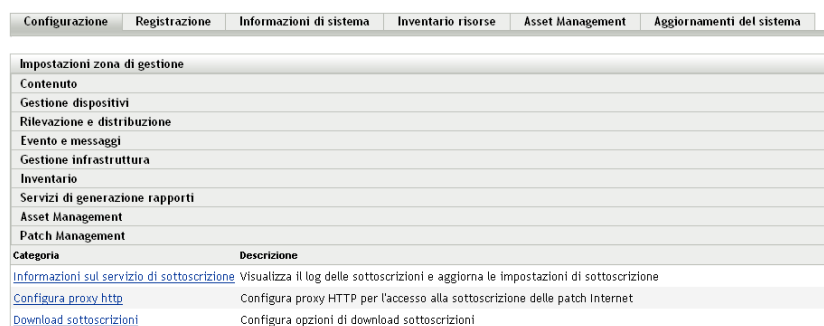 Configurazione Registrazione Informazioni di sistema Inventario risorse Asset Management Aggiornamenti del sistema
Impostazioni zona di gestione
Contenuto
Gestione dispositivi
Rilevazione e distribuzione
Evento e messaggi
Gestione infrastruttura
Inventario
Servizi di generazione rapporti
Asset Management
Patch Management
Categoria Descrizione
Informazioni sul servizio di sottoscrizione Visualizza il log delle sottoscrizioni e aggiorna le impostazioni di sottoscrizione
Configura proxy http Configura proxy HTTP per l'accesso alla sottoscrizione delle patch Internet
Download sottoscrizioni Configura opzioni di download sottoscrizioni